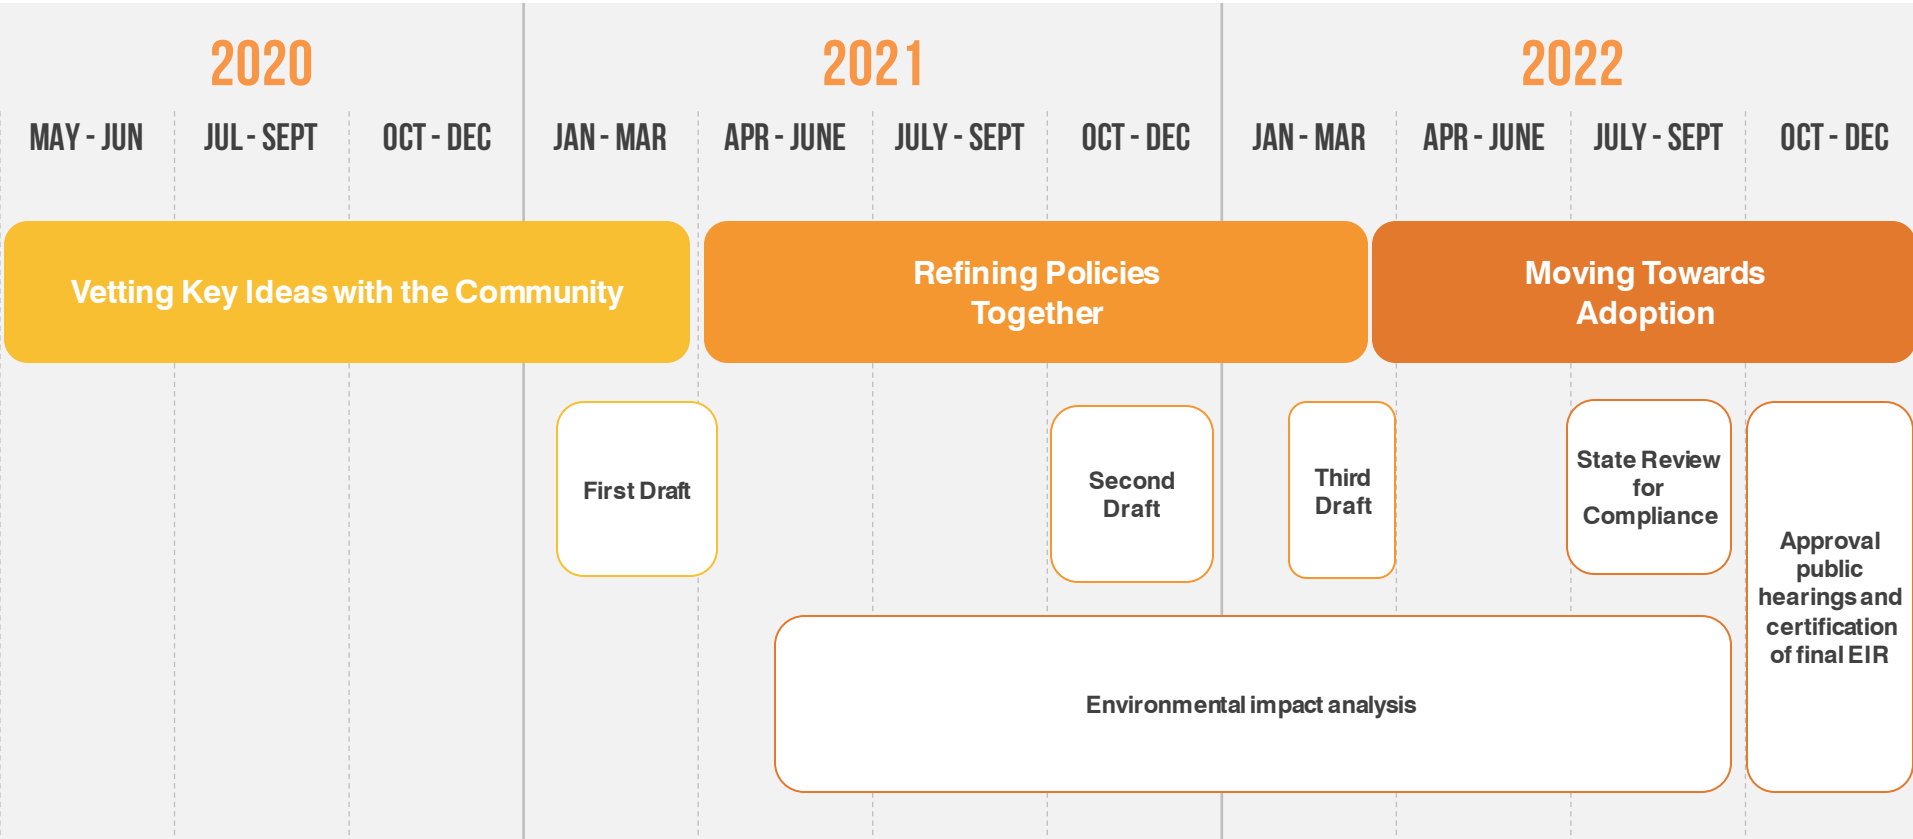 2020
2021
2022
MAY - JUN
JUL - SEPT
OCT - DEC
JAN - MAR
APR - JUNE
JULY - SEPT
OCT - DEC
JAN - MAR
APR - JUNE
JULY - SEPT
OCT - DEC
Vetting Key Ideas with the Community
Refining Policies
Together
Moving Towards
Adoption
First Draft
Second
Draft
Third
Draft
State Review
for
Compliance
Approval
public
hearings and
certification
of final EIR
Environmental impact analysis